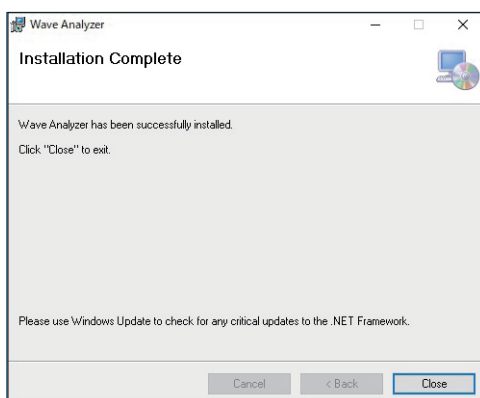 Wave Analyzer
Installation Complete
Wave Analyzer has been successfully installed.
Click "Close" to exit.
Please use Windows Update to check for any critical updates to the .NET Framework.
Cancel
< Back
Close